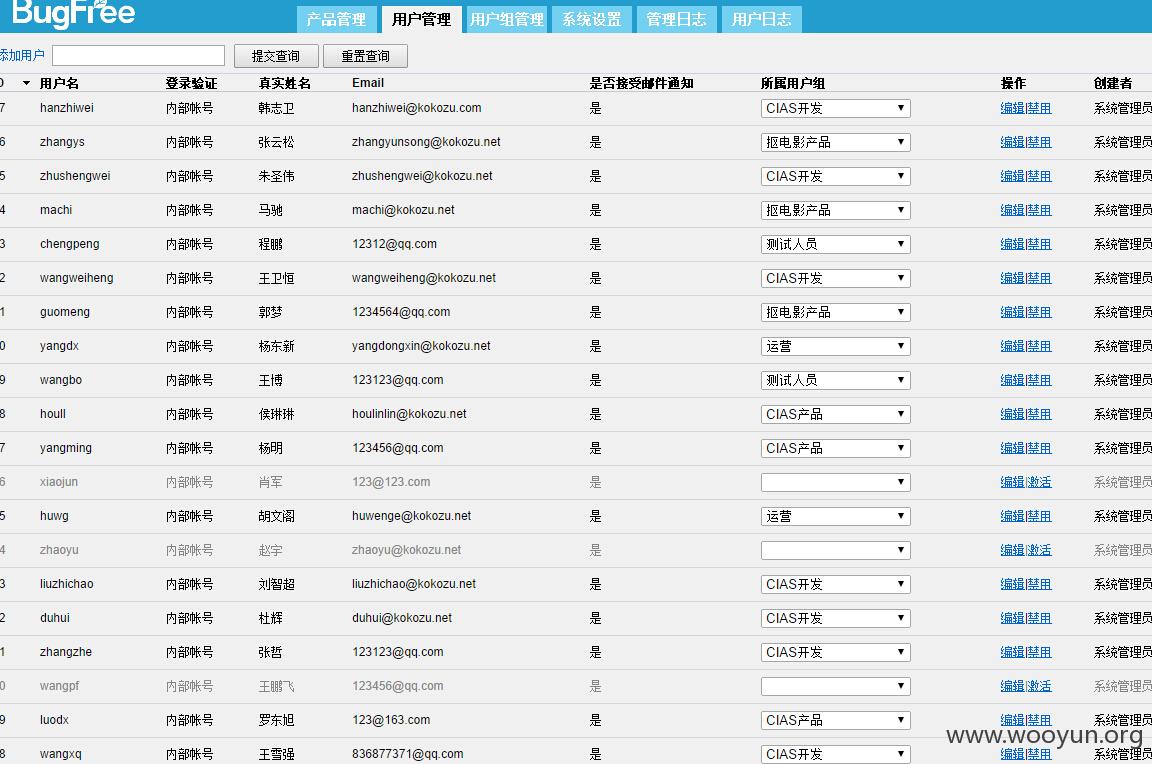 BugFree
产品管理 用户管理 用户组管理 系统设置 管理日志 用户日志
添加用户 提交查询 重置查询
用户名 登录验证 真实姓名 Email 是否接受邮件通知 所属用户组 操作 创建者
7 hanzhiwei 内部帐号 韩志卫 hanzhiwei@kokozu.com 是 CIAS开发 编辑|禁用 系统管理员
6 zhangys 内部帐号 张云松 zhangyunsong@kokozu.net 是 抠电影产品 编辑|禁用 系统管理员
5 zhushengwei 内部帐号 朱圣伟 zhushengwei@kokozu.net 是 CIAS开发 编辑|禁用 系统管理员
4 machi 内部帐号 马驰 machi@kokozu.net 是 抠电影产品 编辑|禁用 系统管理员
3 chengpeng 内部帐号 程鹏 12312@qq.com 是 测试人员 编辑|禁用 系统管理员
2 wangweiheng 内部帐号 王卫恒 wangweiheng@kokozu.net 是 CIAS开发 编辑|禁用 系统管理员
1 guomeng 内部帐号 郭梦 1234564@qq.com 是 抠电影产品 编辑|禁用 系统管理员
0 yangdx 内部帐号 杨东新 yangdongxin@kokozu.net 是 运营 编辑|禁用 系统管理员
9 wangbo 内部帐号 王博 123123@qq.com 是 测试人员 编辑|禁用 系统管理员
8 houll 内部帐号 侯琳琳 houlinlin@kokozu.net 是 CIAS产品 编辑|禁用 系统管理员
7 yangming 内部帐号 杨明 123456@qq.com 是 CIAS产品 编辑|禁用 系统管理员
6 xiaojun 内部帐号 肖军 123@123.com 是 编辑|激活 系统管理员
5 huwg 内部帐号 胡文阁 huwenge@kokozu.net 是 运营 编辑|禁用 系统管理员
4 zhaoyu 内部帐号 赵宇 zhaoyu@kokozu.net 是 编辑|激活 系统管理员
3 liuzhichao 内部帐号 刘智超 liuzhichao@kokozu.net 是 CIAS开发 编辑|禁用 系统管理员
2 duhui 内部帐号 杜辉 duhui@kokozu.net 是 CIAS开发 编辑|禁用 系统管理员
1 zhangzhe 内部帐号 张哲 123123@qq.com 是 CIAS开发 编辑|禁用 系统管理员
0 wangpf 内部帐号 王鹏飞 123456@qq.com 是 编辑|激活 系统管理员
9 luodx 内部帐号 罗东旭 123@163.com 是 CIAS产品 编辑|禁用 系统管理员
8 wangxq 内部帐号 王雪强 836877371@qq.com 是 CIAS开发 编辑|禁用 系统管理员
www.wooyun.org